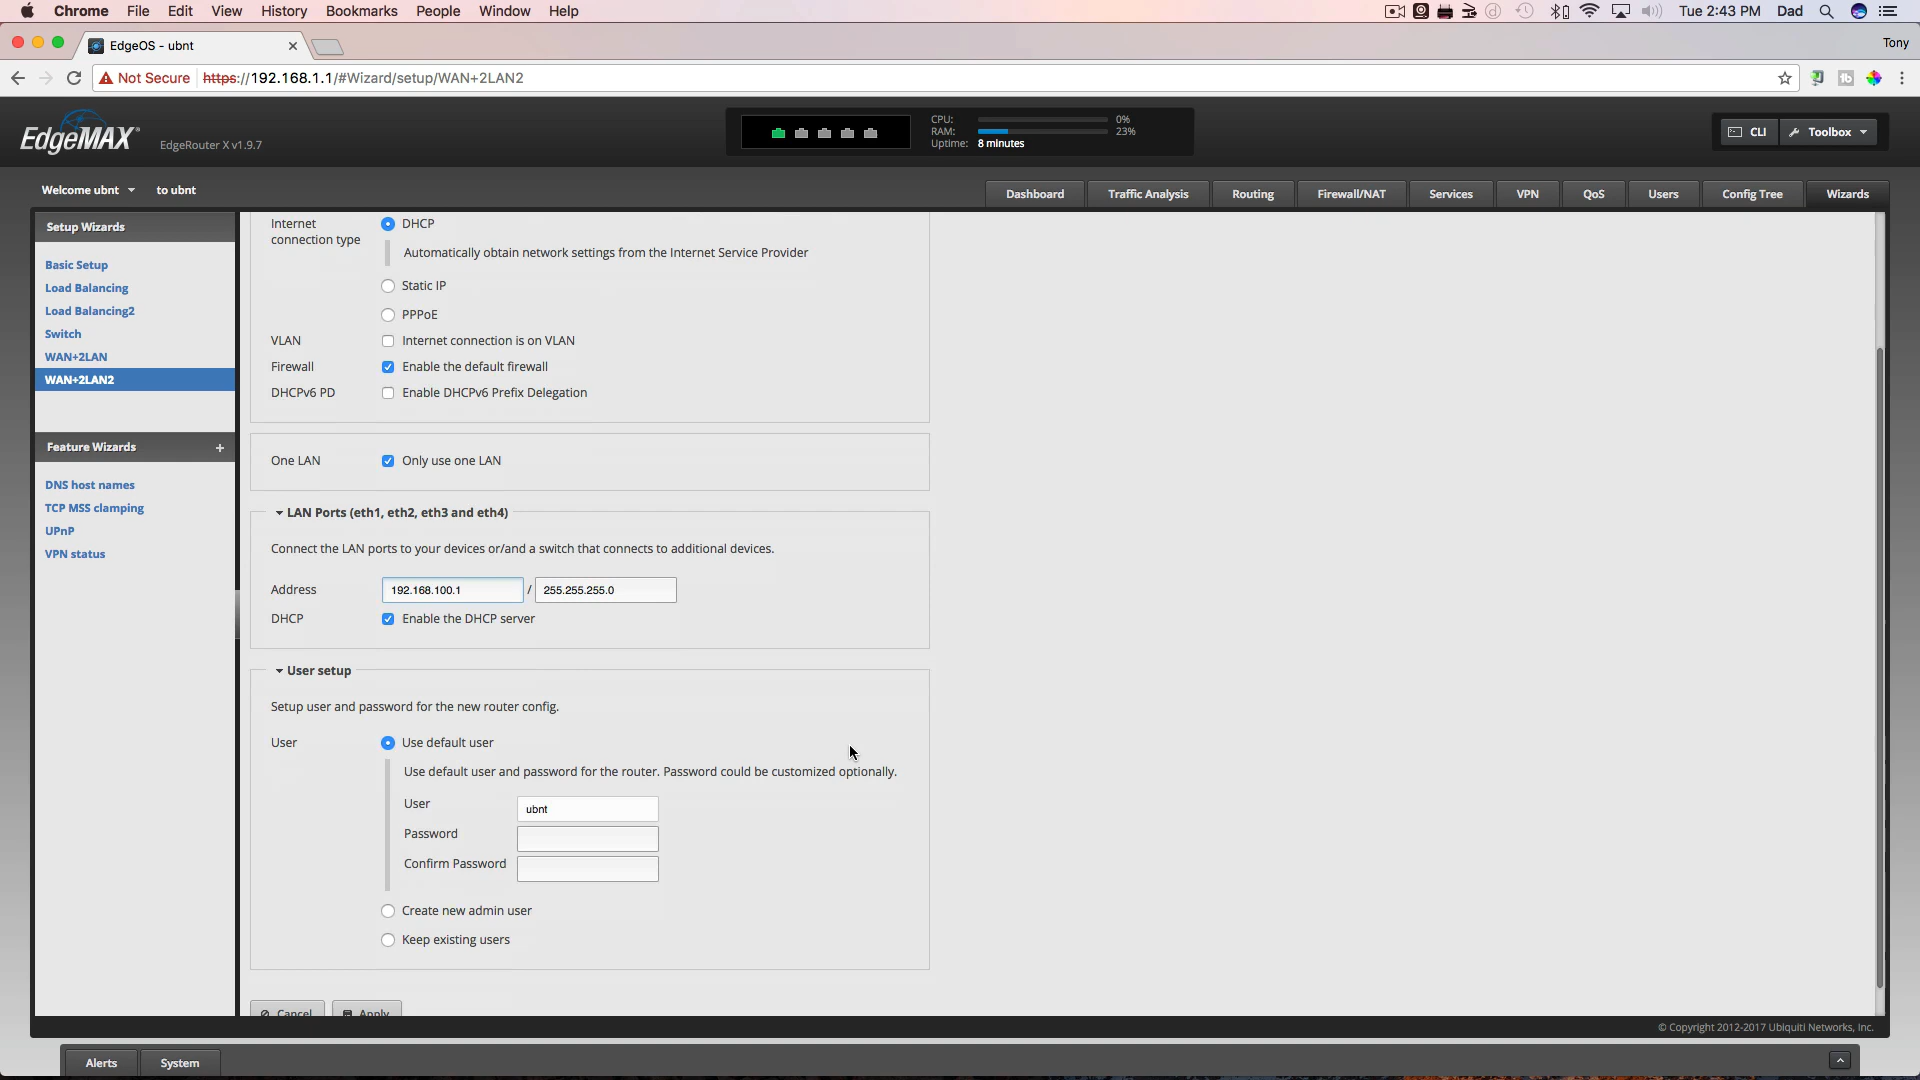 Chrome File Edit View History Bookmarks People Window Help Tue 2:43 PM Dad
EdgeOS - ubnt Tony
Not Secure https://192.168.1.1/#Wizard/setup/WAN+2LAN2
EdgeMAX EdgeRouter X v1.9.7
CPU: 0%
RAM: 23%
Uptime: 8 minutes
CLI Toolbox
Welcome ubnt to ubnt
Dashboard Traffic Analysis Routing Firewall/NAT Services VPN QoS Users Config Tree Wizards
Setup Wizards
Basic Setup
Load Balancing
Load Balancing2
Switch
WAN+2LAN
WAN+2LAN2
Feature Wizards +
DNS host names
TCP MSS clamping
UPnP
VPN status
Internet connection type DHCP
Automatically obtain network settings from the Internet Service Provider
Static IP
PPPoE
VLAN Internet connection is on VLAN
Firewall Enable the default firewall
DHCPv6 PD Enable DHCPv6 Prefix Delegation
One LAN Only use one LAN
LAN Ports (eth1, eth2, eth3 and eth4)
Connect the LAN ports to your devices or/and a switch that connects to additional devices.
Address 192.168.100.1 / 255.255.255.0
DHCP Enable the DHCP server
User setup
Setup user and password for the new router config.
User Use default user
Use default user and password for the router. Password could be customized optionally.
User ubnt
Password
Confirm Password
Create new admin user
Keep existing users
Cancel Apply
© Copyright 2012-2017 Ubiquiti Networks, Inc.
Alerts System